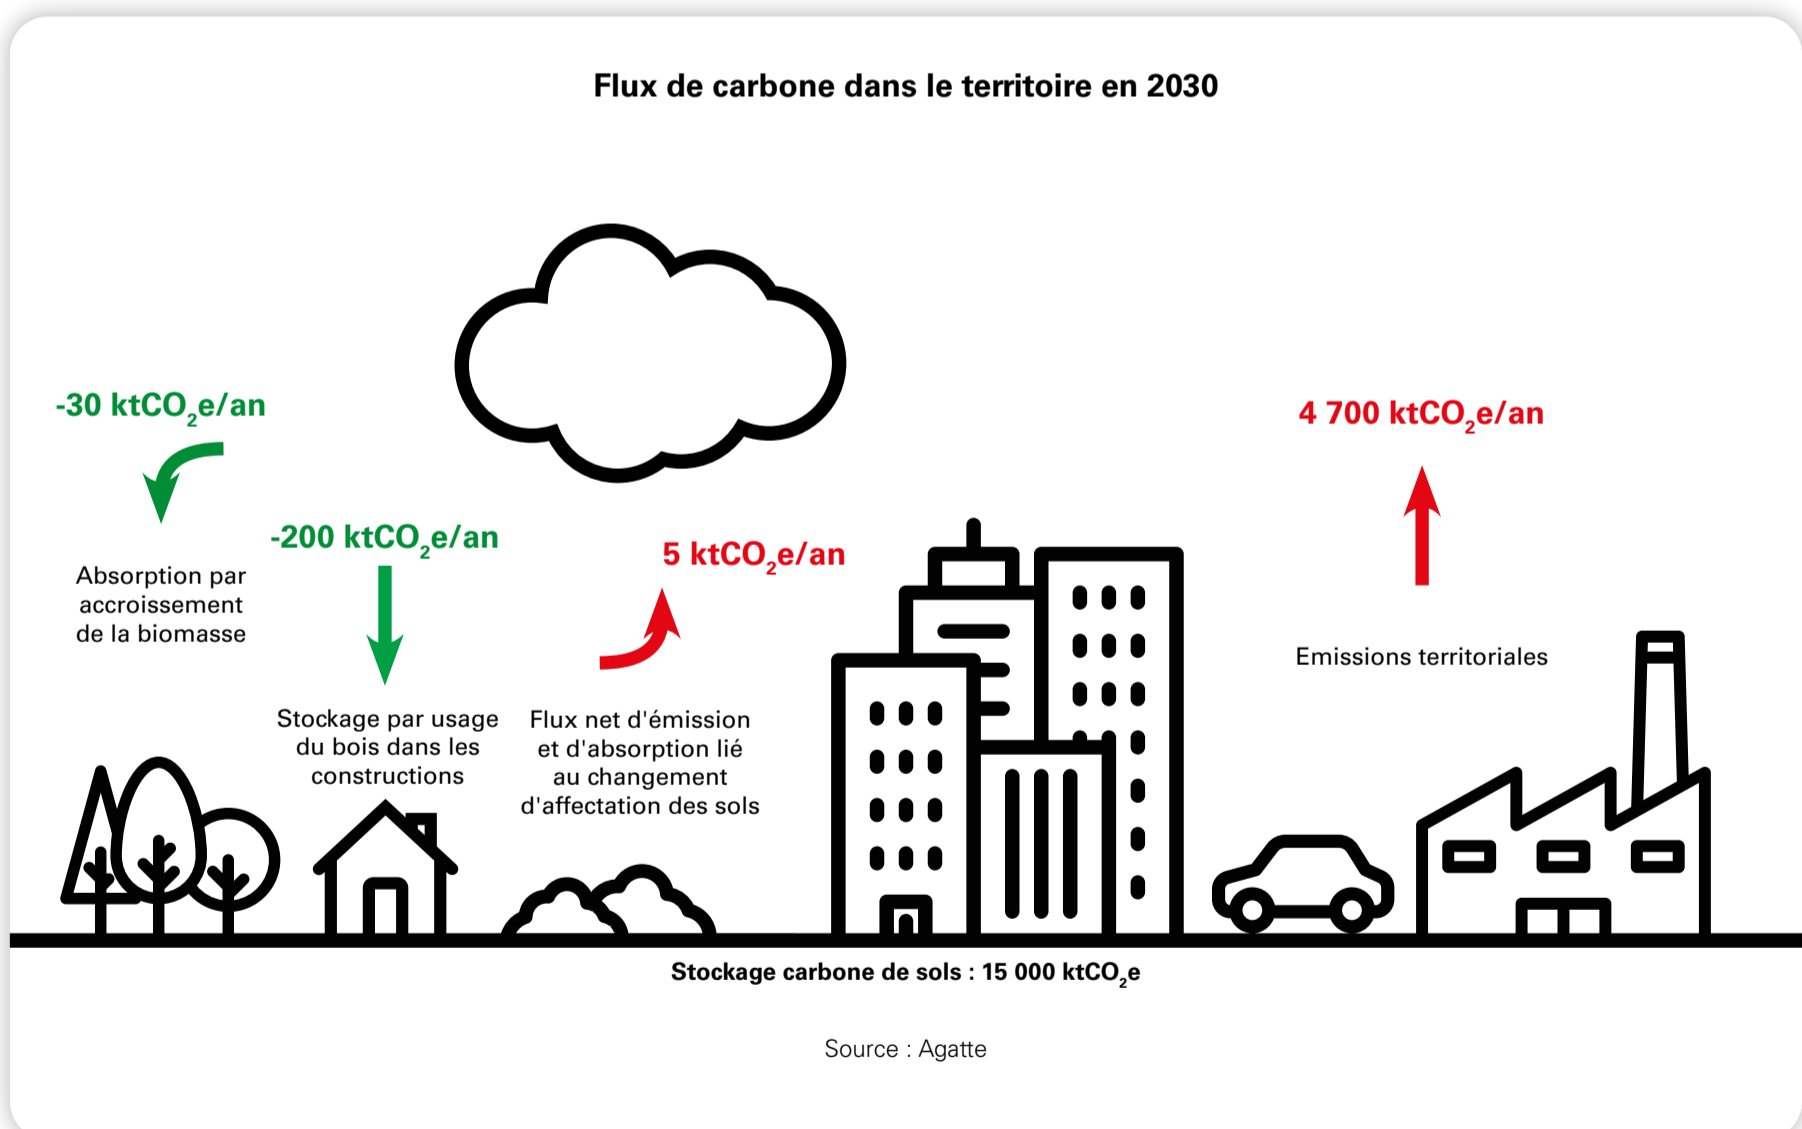 Flux de carbone dans le territoire en 2030
-30 ktCO₂e/an
Absorption par
accroissement
de la biomasse
-200 ktCO₂e/an
Stockage par usage
du bois dans les
constructions
5 ktCO₂e/an
Flux net d'émission
et d'absorption lié
au changement
d'affectation des sols
4 700 ktCO₂e/an
Emissions territoriales
Stockage carbone de sols : 15 000 ktCO₂e
Source : Agatte